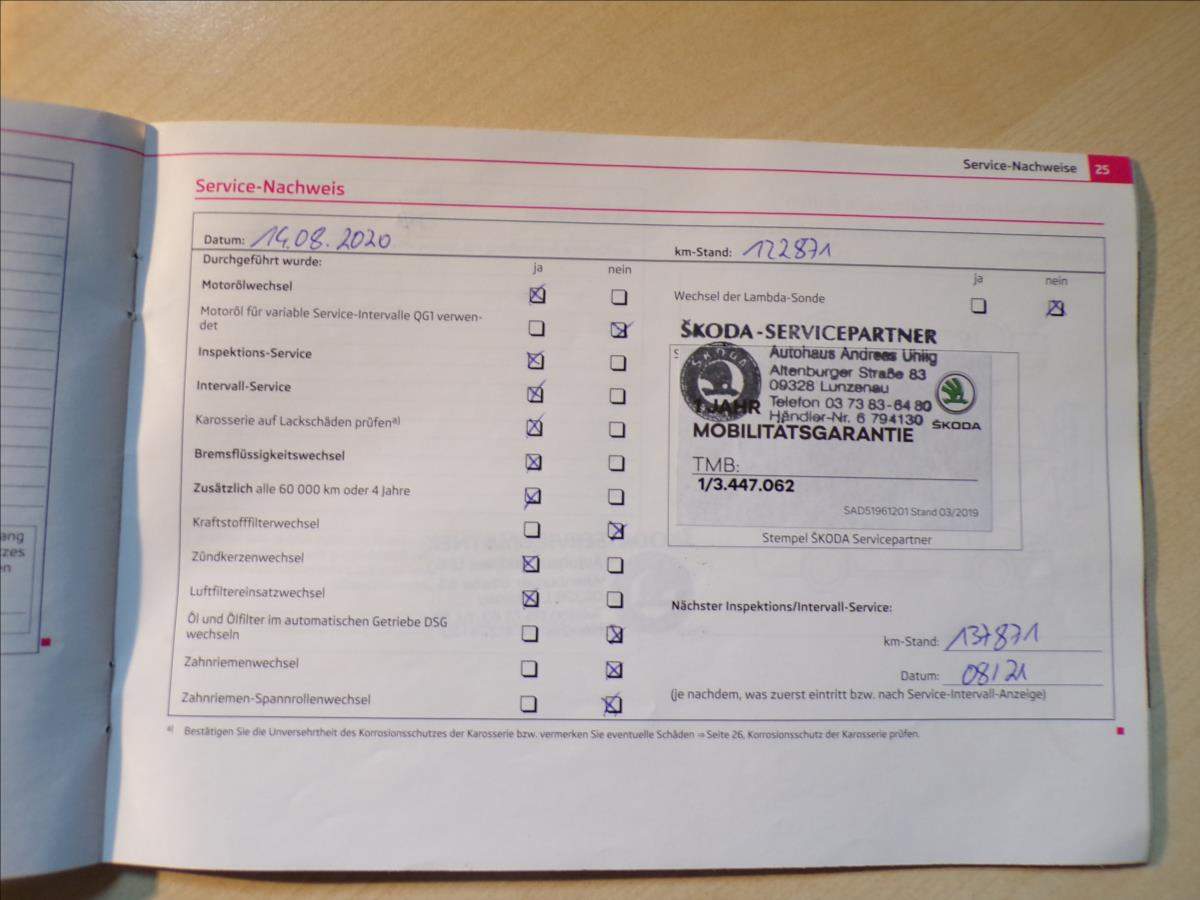 Service-Nachweise 25
Service-Nachweis
Datum: 14.08.2020
km-Stand: 122871
Durchgeführt wurde:
ja nein
ja nein
Motorölwechsel
Wechsel der Lambda-Sonde
Motoröl für variable Service-Intervalle QG1 verwen-
det
Inspektions-Service
Intervall-Service
Karosserie auf Lackschäden prüfen a)
Bremsflüssigkeitswechsel
Zusätzlich alle 60 000 km oder 4 Jahre
Kraftstofffilterwechsel
Zündkerzenwechsel
Luftfiltereinsatzwechsel
Öl und Ölfilter im automatischen Getriebe DSG
wechseln
Zahnriemenwechsel
Zahnriemen-Spannrollenwechsel
ŠKODA-SERVICEPARTNER
Autohaus Andreas Uhlig
Altenburger Straße 83
09328 Lunzenau
Telefon 03 73 83-64 80
Händler-Nr. 6 794130
ŠKODA
ŠKODA
1 JAHR
MOBILITÄTSGARANTIE
TMB:
1/3.447.062
SAD51961201 Stand 03/2019
Stempel ŠKODA Servicepartner
Nächster Inspektions/Intervall-Service:
km-Stand: 137871
Datum: 08/21
(je nachdem, was zuerst eintritt bzw. nach Service-Intervall-Anzeige)
a) Bestätigen Sie die Unversehrtheit des Korrosionsschutzes der Karosserie bzw. vermerken Sie eventuelle Schäden ⇒ Seite 26, Korrosionsschutz der Karosserie prüfen.